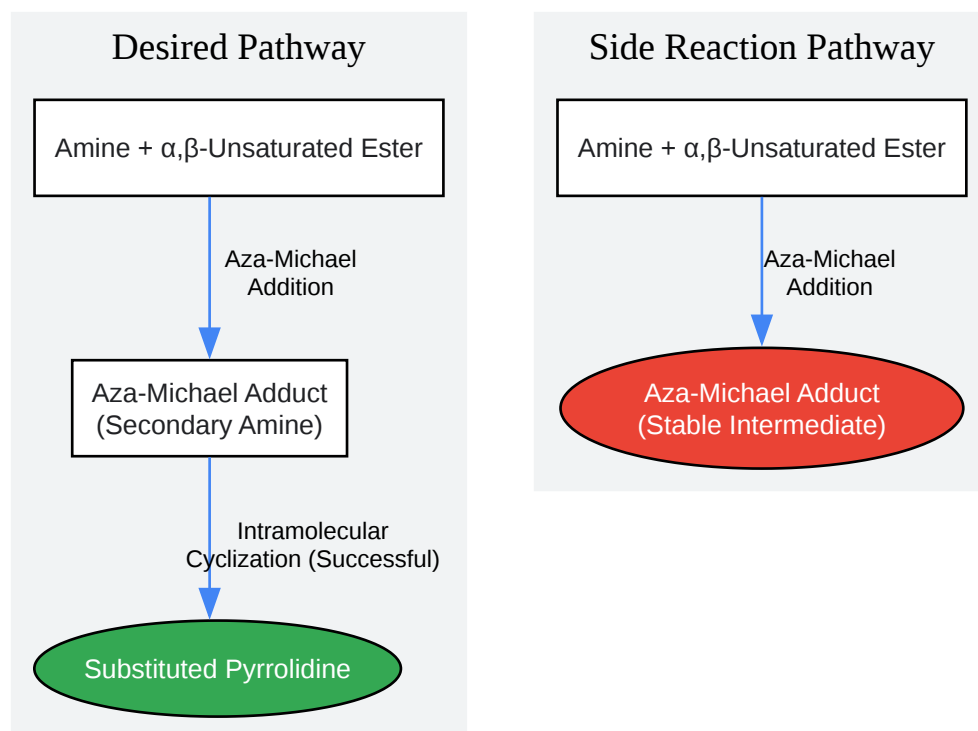 Desired Pathway
Amine + α,β-Unsaturated Ester
Aza-Michael
Addition
Aza-Michael Adduct
(Secondary Amine)
Intramolecular
Cyclization (Successful)
Substituted Pyrrolidine
Side Reaction Pathway
Amine + α,β-Unsaturated Ester
Aza-Michael
Addition
Aza-Michael Adduct
(Stable Intermediate)